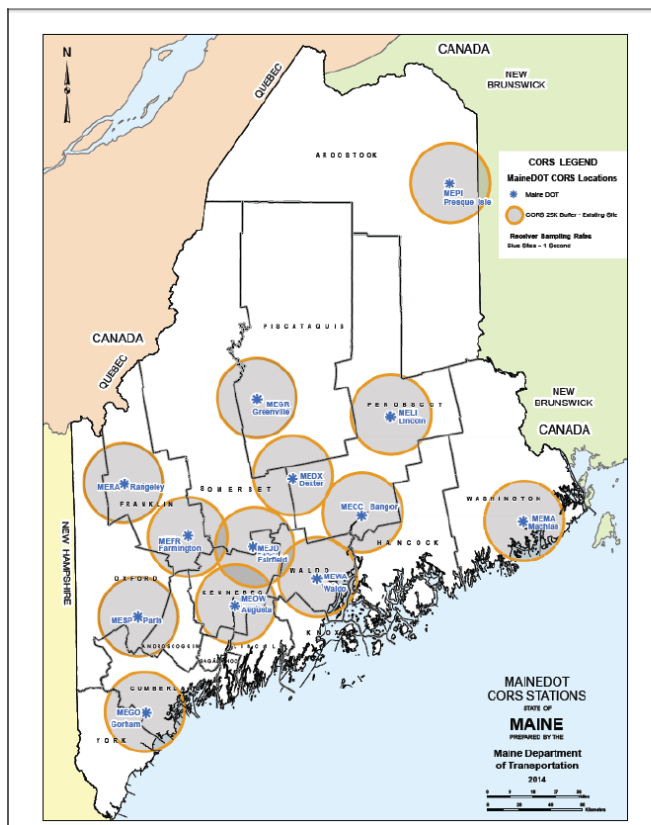 N
CANADA
QUEBEC
NEW
BRUNSWICK
AROOSTOOK
CORS LEGEND
MaineDOT CORS Locations
Maine DOT
CORS 25K Buffer - Existing Site
Receiver Sampling Rates
Blue Sites - 1 Second
MEPI
Presque Isle
PISCATAQUIS
CANADA
QUEBEC
MEGR
Greenville
PENOBSCOT
MELI
Lincoln
NEW
BRUNSWICK
CANADA
MERA Rangeley
SOMERSET
MEDX
Dexter
FRANKLIN
WASHINGTON
MECC Bangor
MEMA
Machias
MEFR
Farmington
MEJD
Fairfield
HANCOCK
NEW HAMPSHIRE
OXFORD
WALDO
MEWA
Waldo
KENNEBEC
MEOW
Augusta
MESP Paris
KNOX
ANDROSCOGGIN
LINCOLN
CUMBERL
MEGO
Gorham
YORK
MAINEDOT
CORS STATIONS
STATE OF
MAINE
PREPARED BY THE
Maine Department
of Transportation
2014
Miles
Kilometers